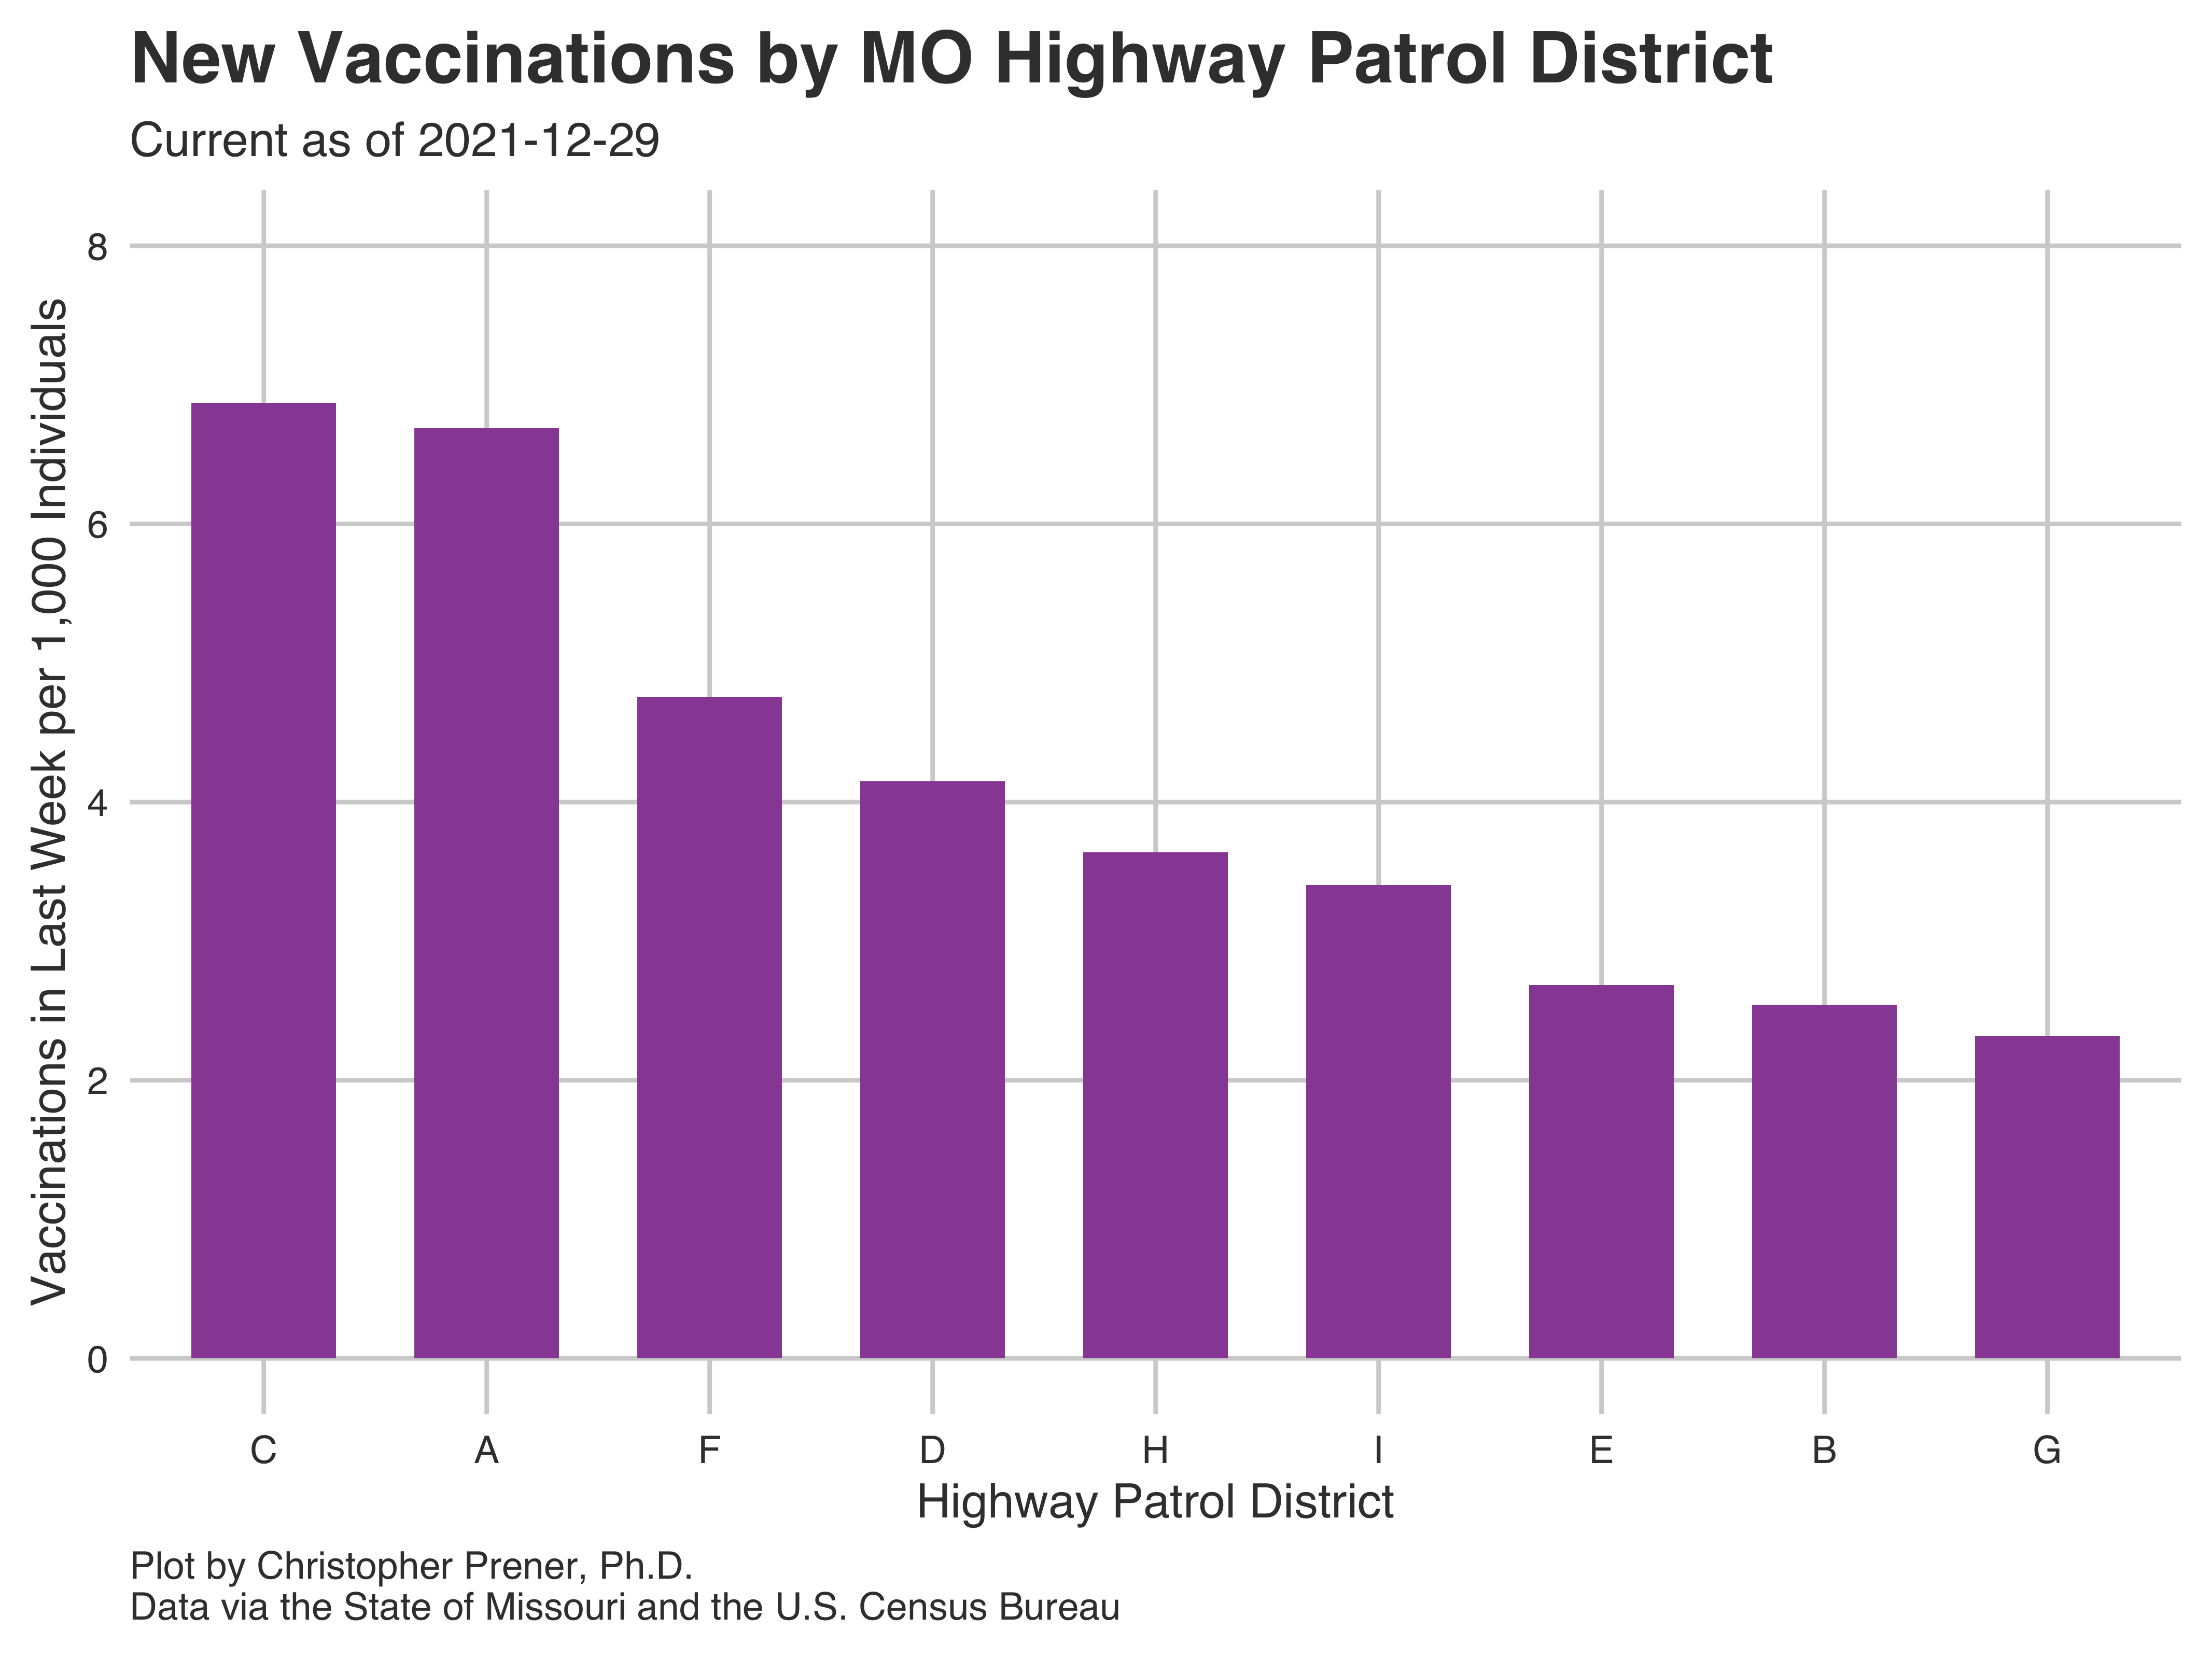 New Vaccinations by MO Highway Patrol District
Current as of 2021-12-29
Vaccinations in Last Week per 1,000 Individuals
8
6
4
2
0
C A F D H I E B G
Highway Patrol District
Plot by Christopher Prener, Ph.D.
Data via the State of Missouri and the U.S. Census Bureau